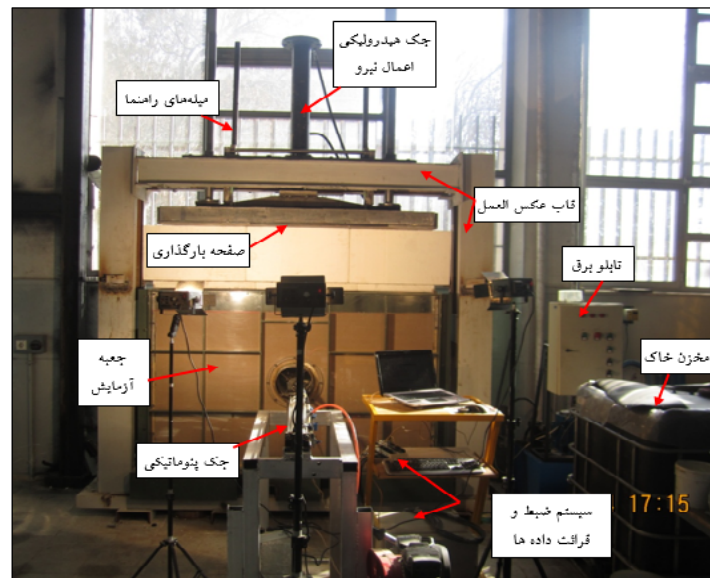 جک هیدرولیکی
اعمال نیرو
میله‌های راهنما
قاب عکس العمل
صفحه بارگذاری
تابلو برق
مخزن خاک
جعبه
آزمایش
جک پنوماتیکی
سیستم ضبط و
قرائت داده ها
17:15